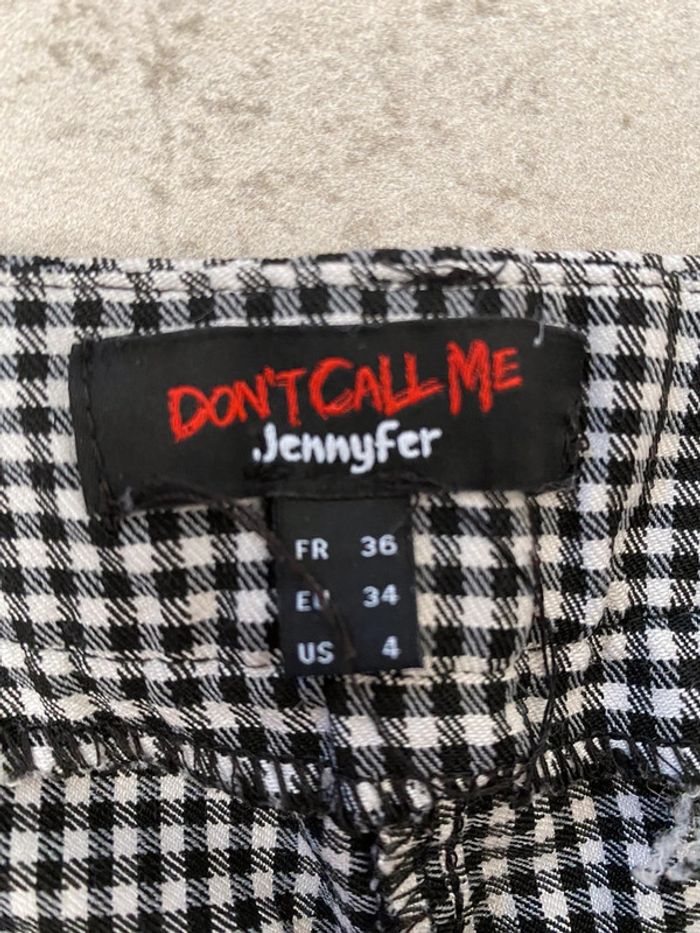 DON'T CALL ME
Jennyfer
FR 36
EU 34
US 4